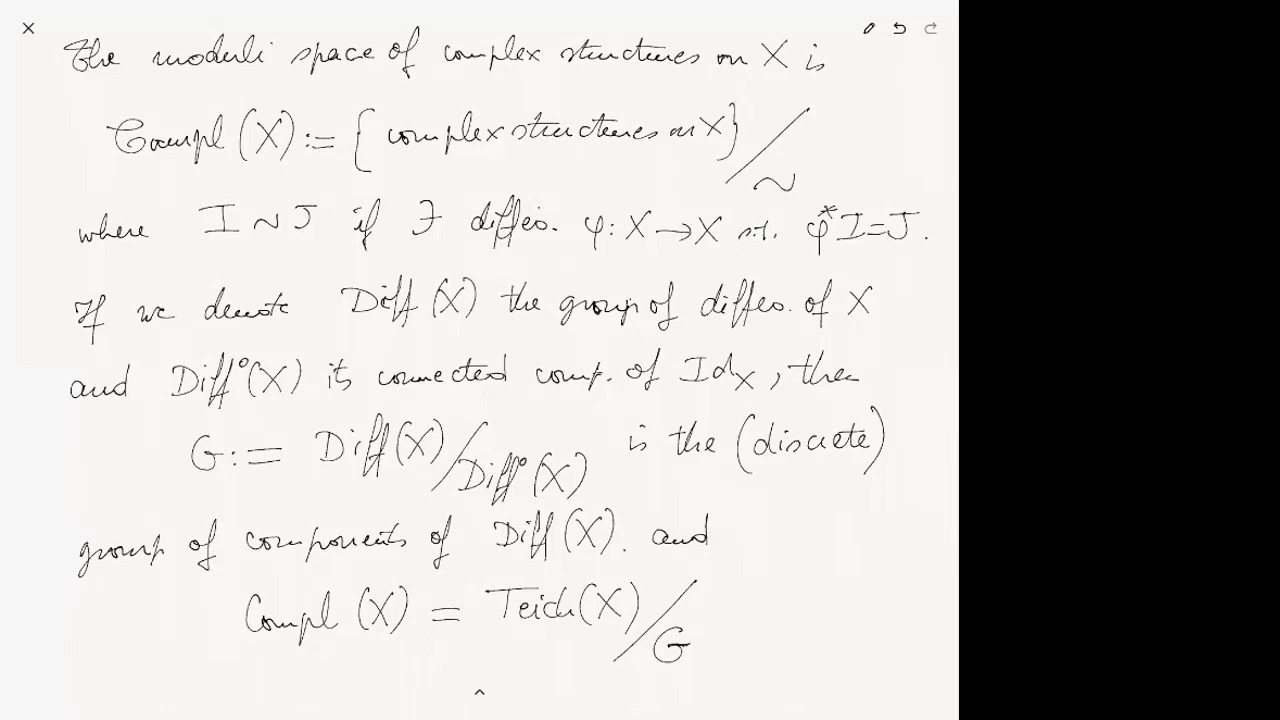 The moduli space of complex structures on X is
Compl (X) := { complex structures on X } / ~
where I ~ J if ∃ diffeo. φ: X → X s.t. φ* I = J.
If we denote Diff (X) the group of diffeo. of X
and Diff°(X) its connected comp. of Id_X, then
G := Diff(X) / Diff°(X) is the (discrete)
group of components of Diff (X). and
Compl (X) = Teich(X) / G